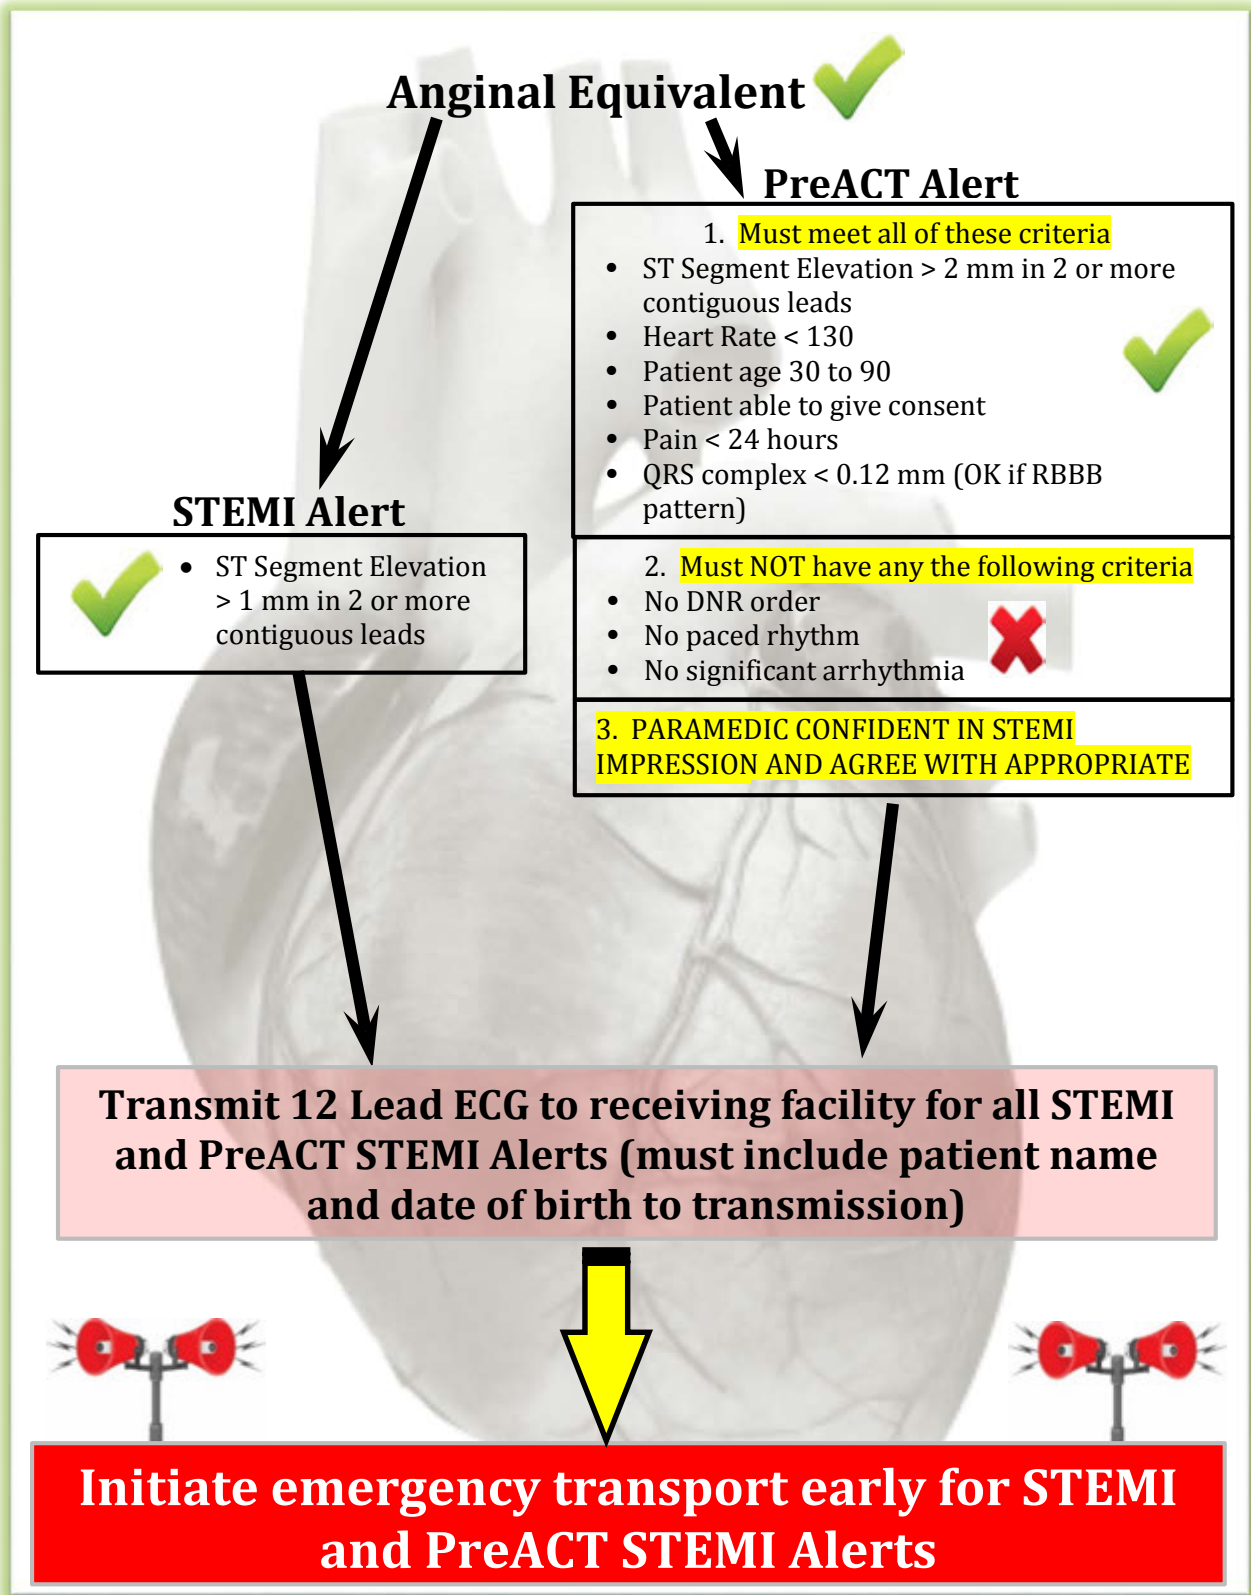 Anginal Equivalent
PreACT Alert
1. Must meet all of these criteria
• ST Segment Elevation > 2 mm in 2 or more
contiguous leads
• Heart Rate < 130
• Patient age 30 to 90
• Patient able to give consent
• Pain < 24 hours
• QRS complex < 0.12 mm (OK if RBBB
pattern)
2. Must NOT have any the following criteria
• No DNR order
• No paced rhythm
• No significant arrhythmia
3. PARAMEDIC CONFIDENT IN STEMI
IMPRESSION AND AGREE WITH APPROPRIATE
STEMI Alert
• ST Segment Elevation
> 1 mm in 2 or more
contiguous leads
Transmit 12 Lead ECG to receiving facility for all STEMI
and PreACT STEMI Alerts (must include patient name
and date of birth to transmission)
Initiate emergency transport early for STEMI
and PreACT STEMI Alerts